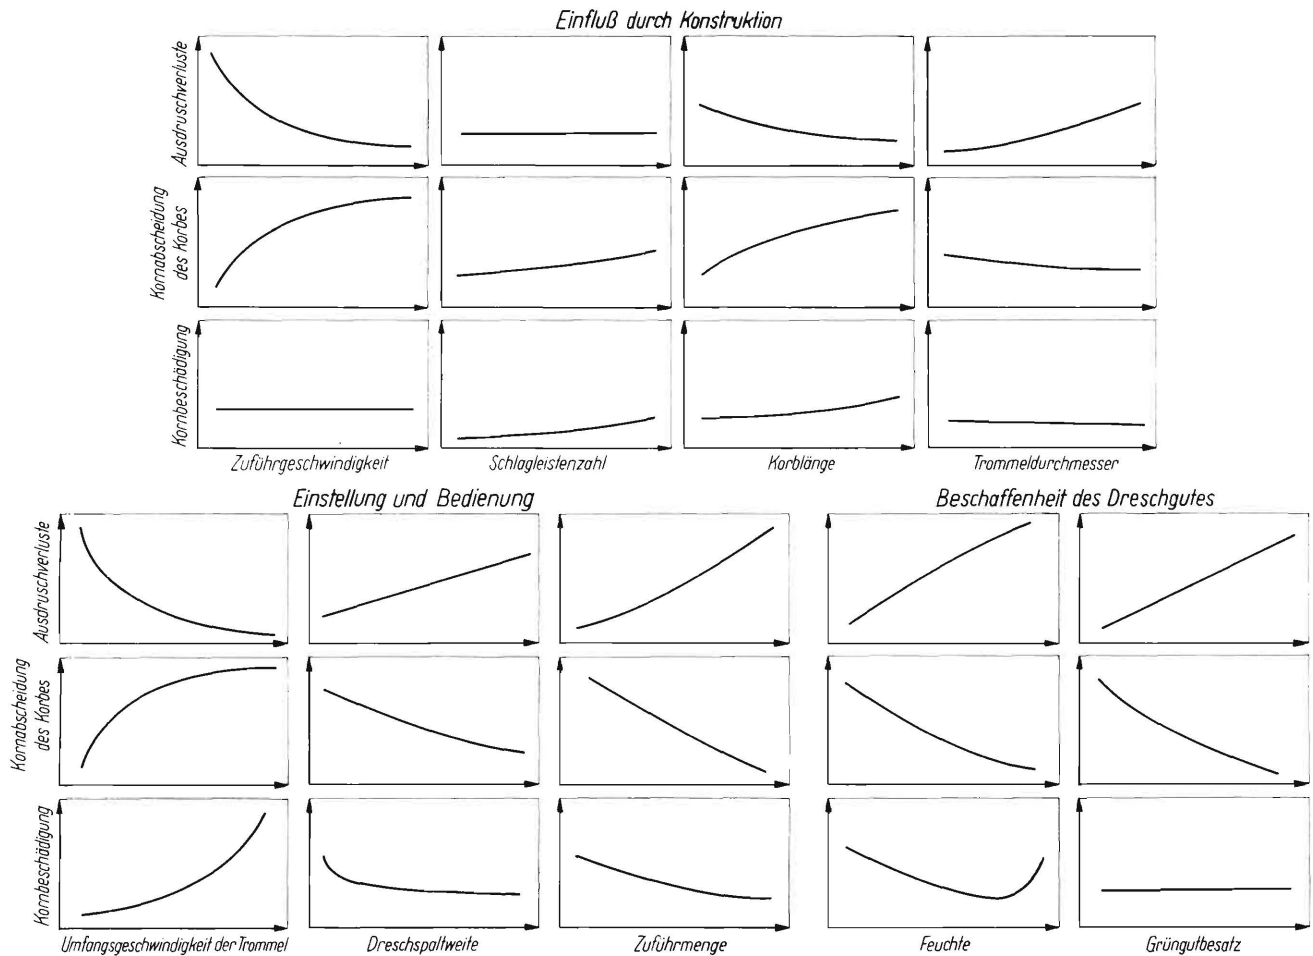 Einfluß durch Konstruktion
Ausdruschverluste
Kornabscheidung
des Korbes
Kornbeschädigung
Zuführgeschwindigkeit
Schlagleistenzahl
Korblänge
Trommeldurchmesser
Einstellung und Bedienung
Beschaffenheit des Dreschgutes
Ausdruschverluste
Kornabscheidung
des Korbes
Kornbeschädigung
Umfangsgeschwindigkeit der Trommel
Dreschspaltweite
Zuführmenge
Feuchte
Grüngutbesatz